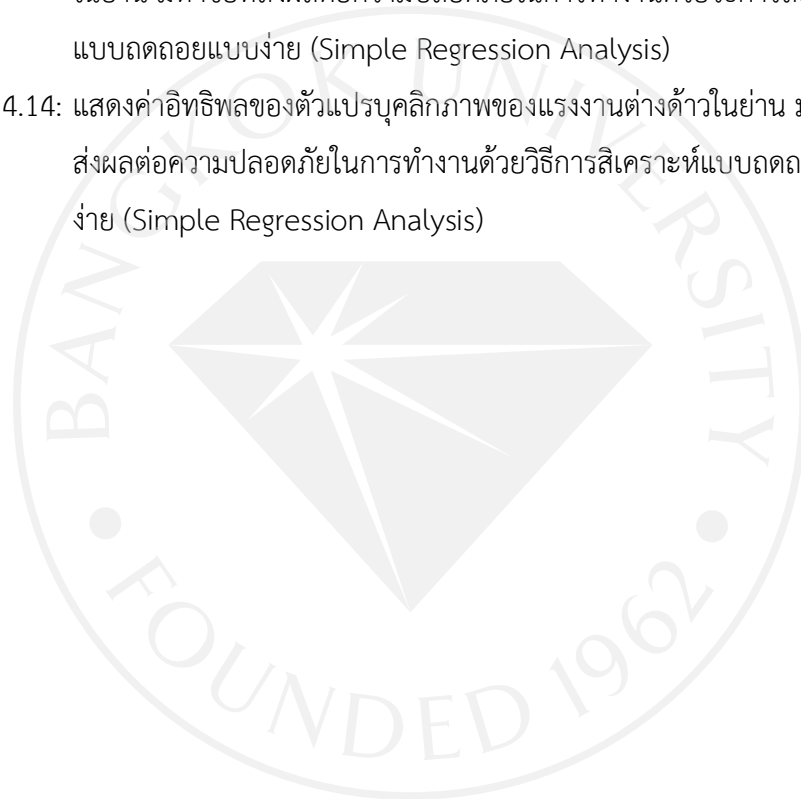 แบบถดถอยแบบง่าย (Simple Regression Analysis)
4.14: แสดงค่าอิทธิพลของตัวแปรบุคลิกภาพของแรงงานต่างด้าวในย่าน
ส่งผลต่อความปลอดภัยในการทำงานด้วยวิธีการสิเคราะห์แบบถดถ
ง่าย (Simple Regression Analysis)
BANGKOK UNIVERSITY
FOUNDED 1962